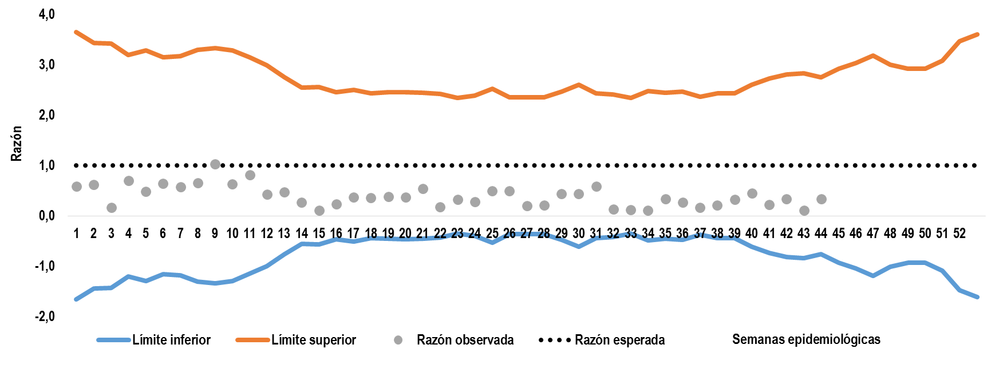 4,0
3,0
2,0
1,0
0,0
-1,0
-2,0
Razón
1 2 3 4 5 6 7 8 9 10 11 12 13 14 15 16 17 18 19 20 21 22 23 24 25 26 27 28 29 30 31 32 33 34 35 36 37 38 39 40 41 42 43 44 45 46 47 48 49 50 51 52
Límite inferior Límite superior Razón observada Razón esperada Semanas epidemiológicas